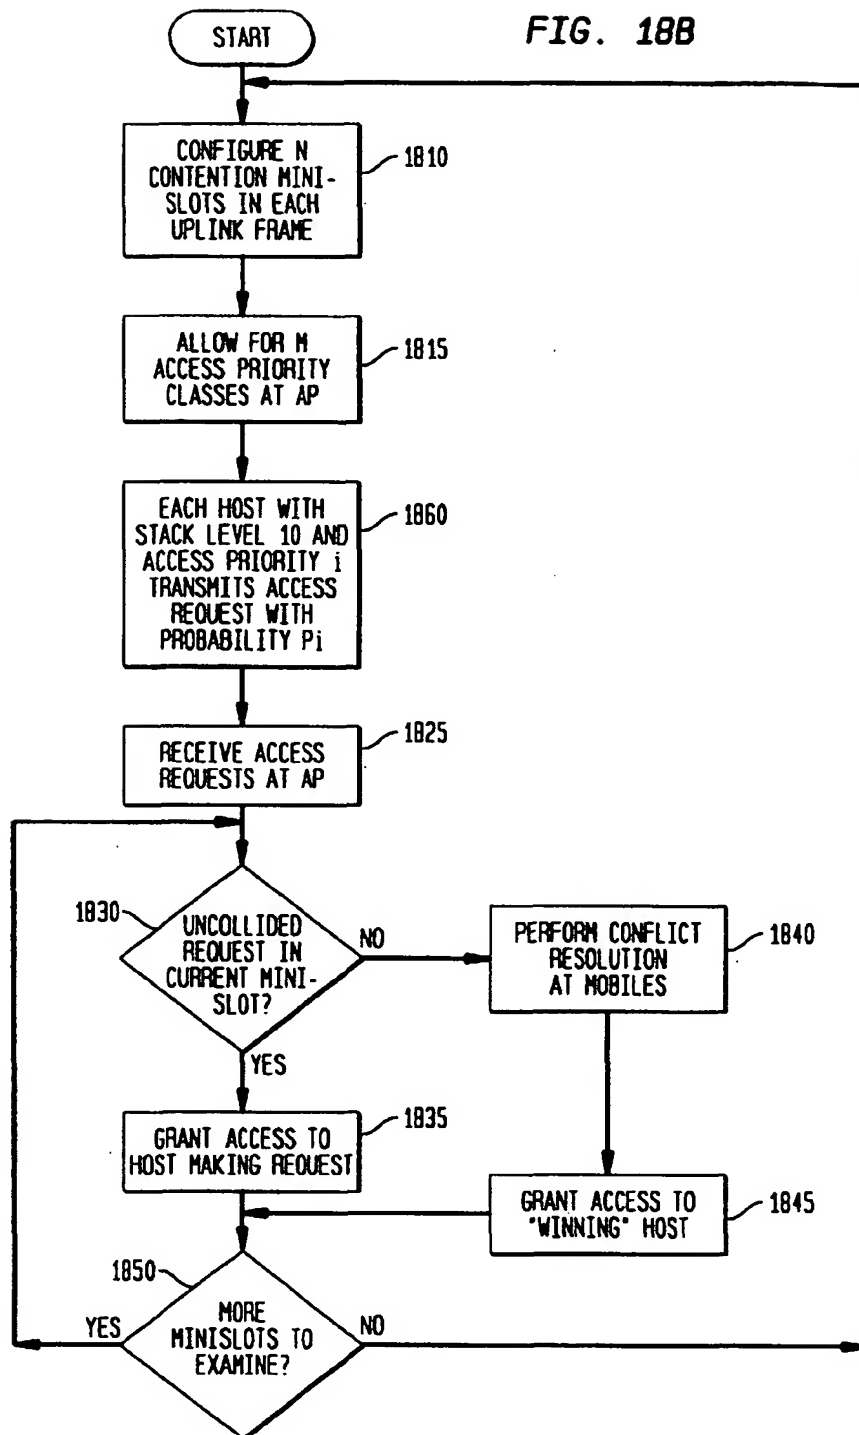 FIG. 18B
START
CONFIGURE N
CONTENTION MINI-
SLOTS IN EACH
UPLINK FRAME
1810
ALLOW FOR M
ACCESS PRIORITY
CLASSES AT AP
1815
EACH HOST WITH
STACK LEVEL 10 AND
ACCESS PRIORITY i
TRANSMITS ACCESS
REQUEST WITH
PROBABILITY Pi
1860
RECEIVE ACCESS
REQUESTS AT AP
1825
1830
UNCOLLIDED
REQUEST IN
CURRENT MINI-
SLOT?
NO
YES
PERFORM CONFLICT
RESOLUTION
AT MOBILES
1840
GRANT ACCESS TO
HOST MAKING REQUEST
1835
GRANT ACCESS TO
"WINNING" HOST
1845
1850
MORE
MINISLOTS TO
EXAMINE?
YES
NO